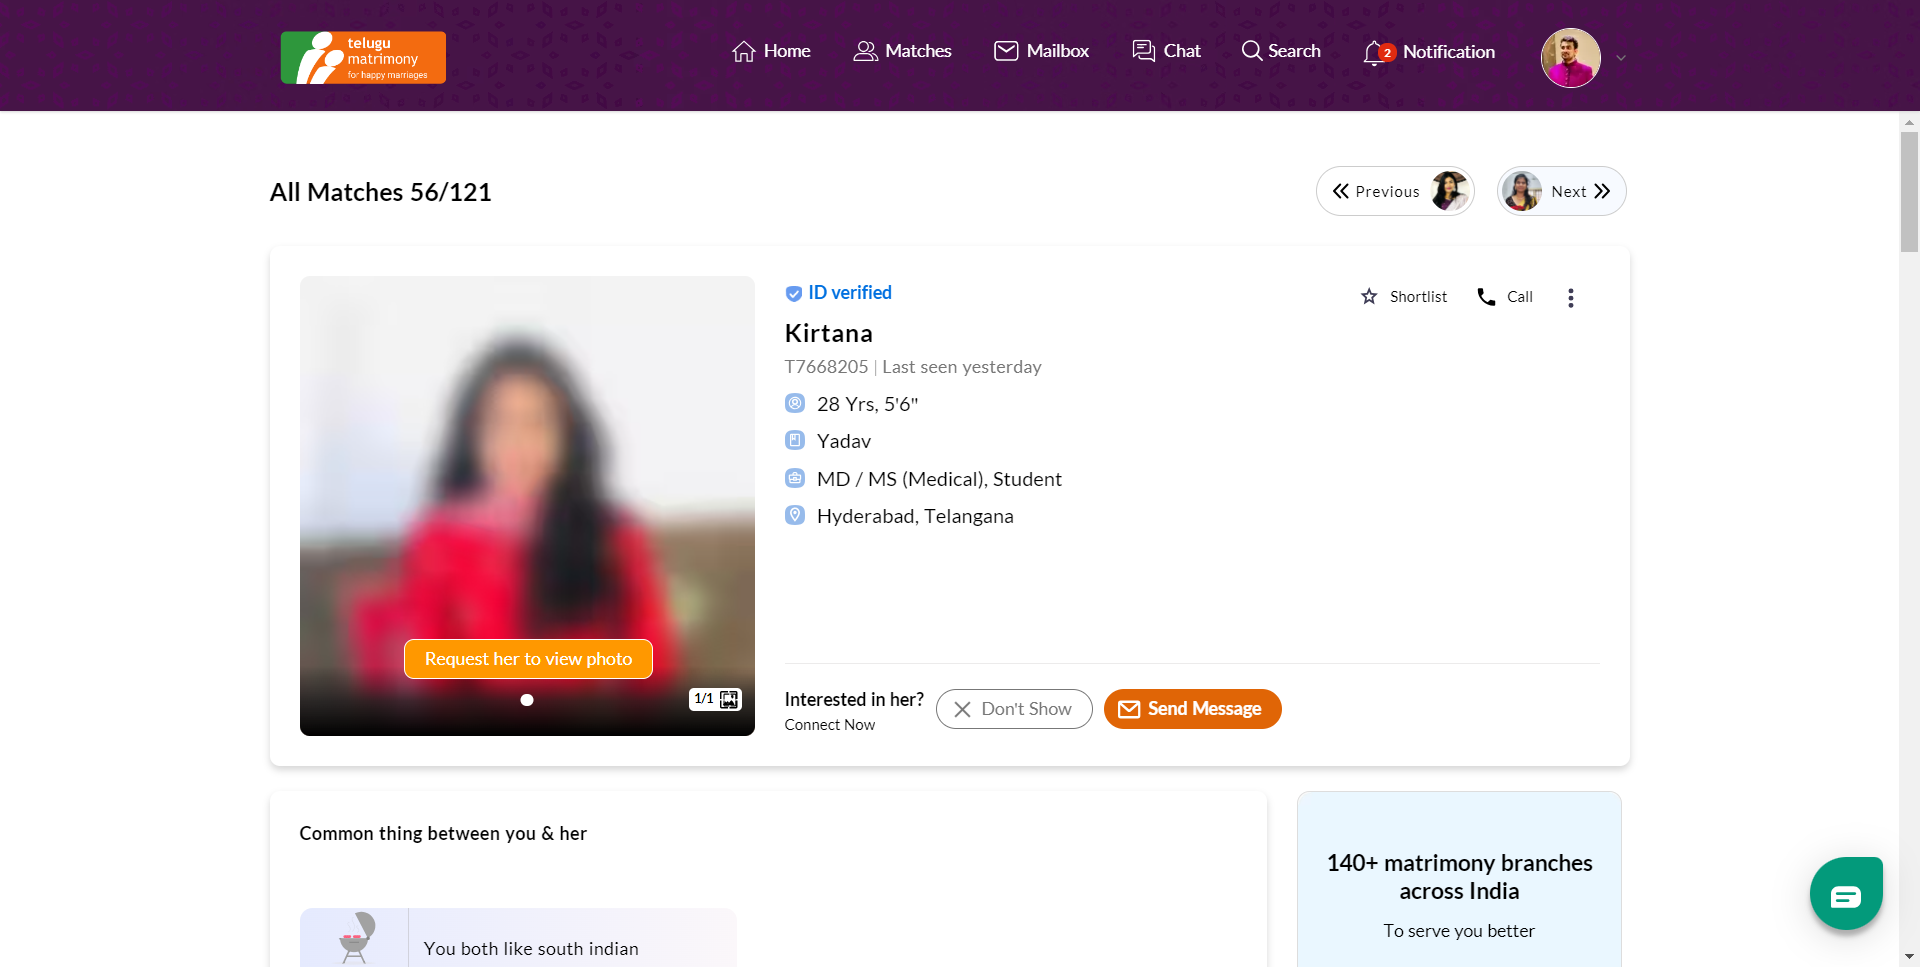 telugu
matrimony
for happy marriages
Home
Matches
Mailbox
Chat
Search
2
Notification
All Matches 56/121
Previous
Next
ID verified
Shortlist
Call
Kirtana
T7668205 | Last seen yesterday
28 Yrs, 5'6"
Yadav
MD / MS (Medical), Student
Hyderabad, Telangana
Request her to view photo
1/1
Interested in her?
Connect Now
Don't Show
Send Message
Common thing between you & her
You both like south indian
140+ matrimony branches
across India
To serve you better